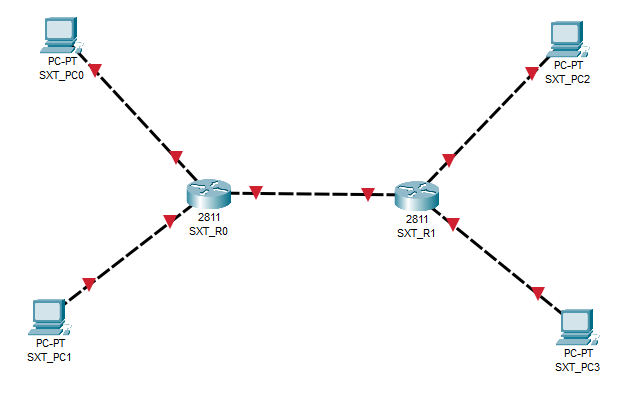 PC-PT
SXT_PC0
PC-PT
SXT_PC2
2811
SXT_R0
2811
SXT_R1
PC-PT
SXT_PC1
PC-PT
SXT_PC3